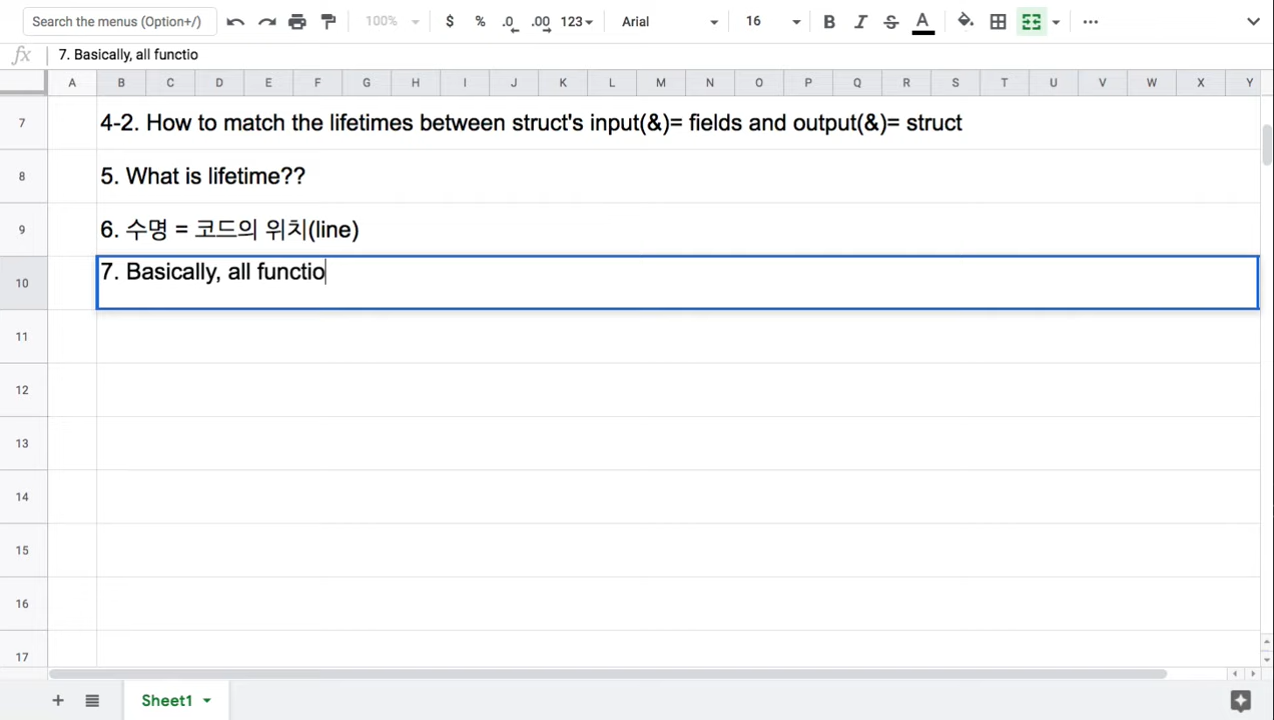 Search the menus (Option+/) 100% $ % .0 .00 123 Arial 16 B I S A
fx 7. Basically, all functio
A B C D E F G H I J K L M N O P Q R S T U V W X Y
7 4-2. How to match the lifetimes between struct's input(&)= fields and output(&)= struct
8 5. What is lifetime??
9 6. 수명 = 코드의 위치(line)
10 7. Basically, all functio
11
12
13
14
15
16
17
Sheet1